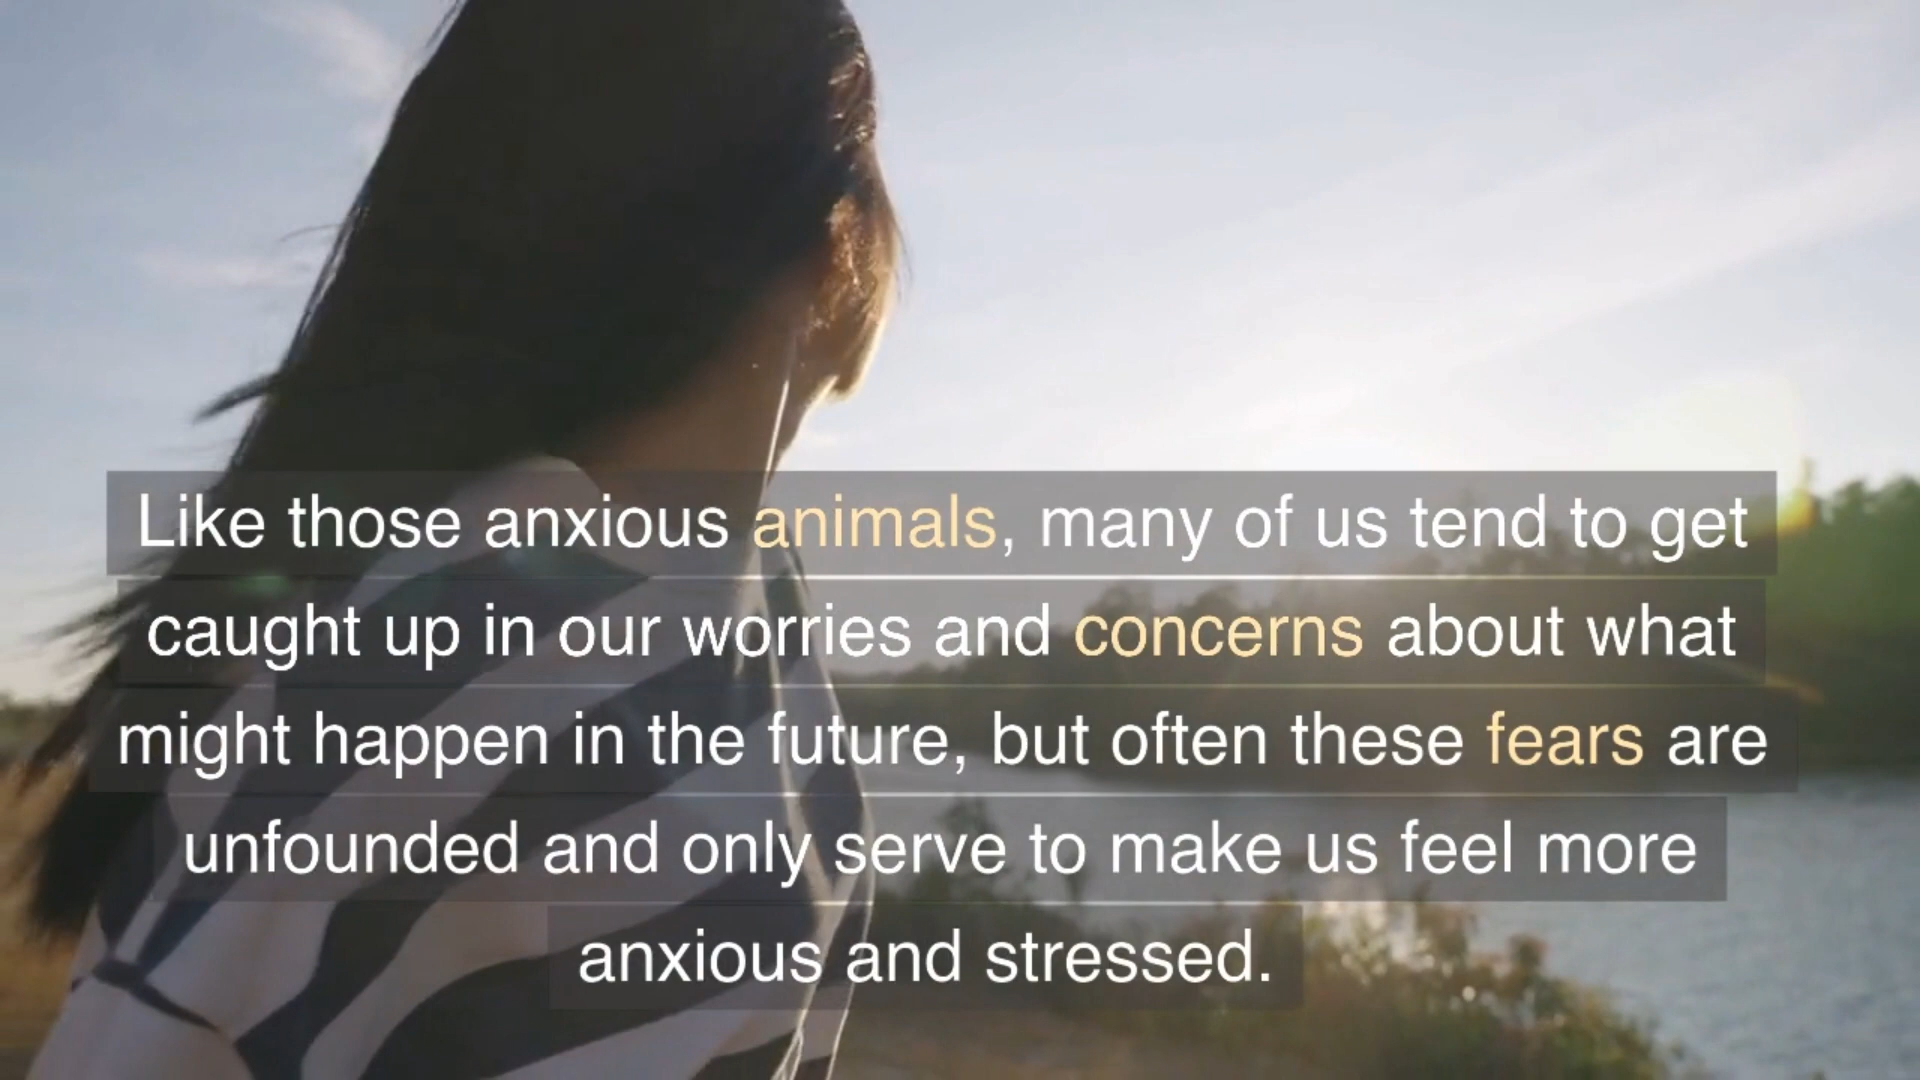 Like those anxious animals, many of us tend to get
caught up in our worries and concerns about what
might happen in the future, but often these fears are
unfounded and only serve to make us feel more
anxious and stressed.